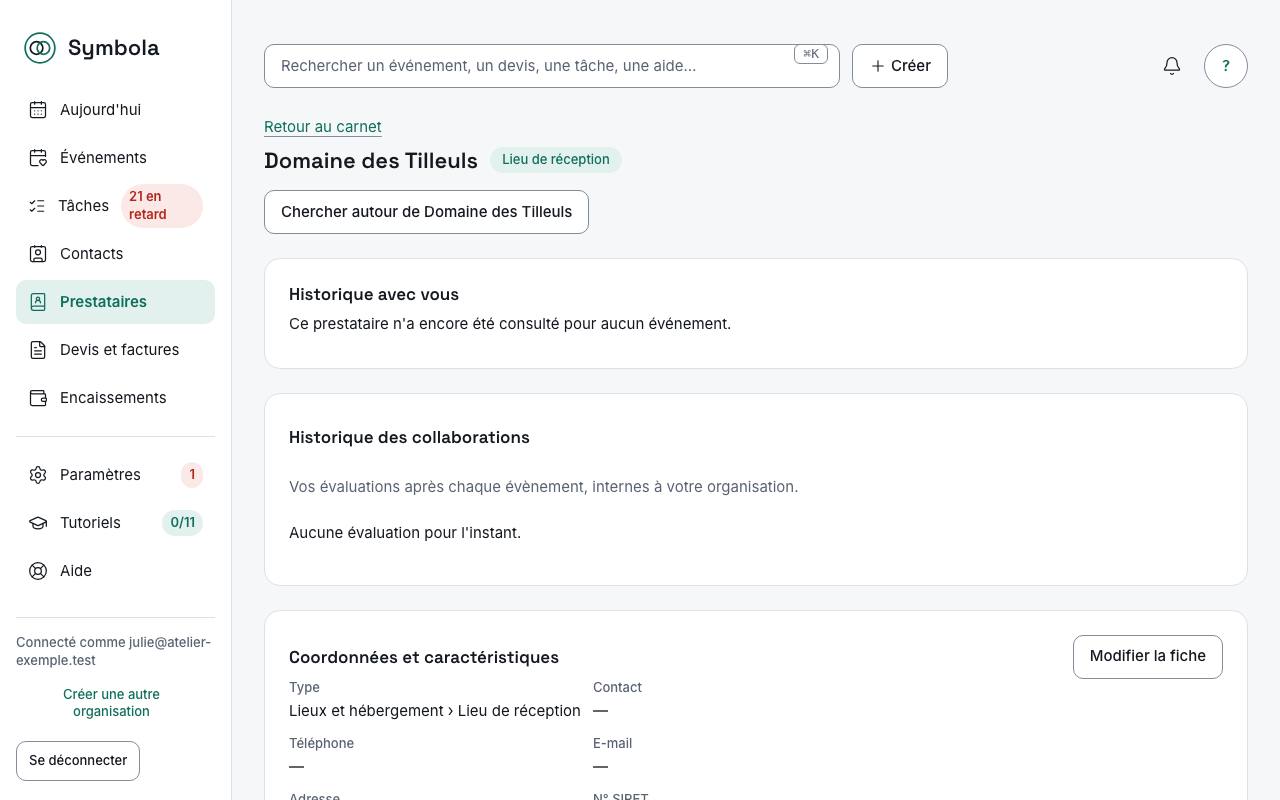 Symbola
Rechercher un événement, un devis, une tâche, une aide...
⌘K
Créer
?
Aujourd'hui
Événements
Tâches
21 en
retard
Contacts
Prestataires
Devis et factures
Encaissements
Paramètres
1
Tutoriels
0/11
Aide
Connecté comme julie@atelier-
exemple.test
Créer une autre
organisation
Se déconnecter
Retour au carnet
Domaine des Tilleuls
Lieu de réception
Chercher autour de Domaine des Tilleuls
Historique avec vous
Ce prestataire n'a encore été consulté pour aucun événement.
Historique des collaborations
Vos évaluations après chaque évènement, internes à votre organisation.
Aucune évaluation pour l'instant.
Coordonnées et caractéristiques
Modifier la fiche
Type
Contact
Lieux et hébergement › Lieu de réception
—
Téléphone
E-mail
—
—
Adresse
N° SIRET